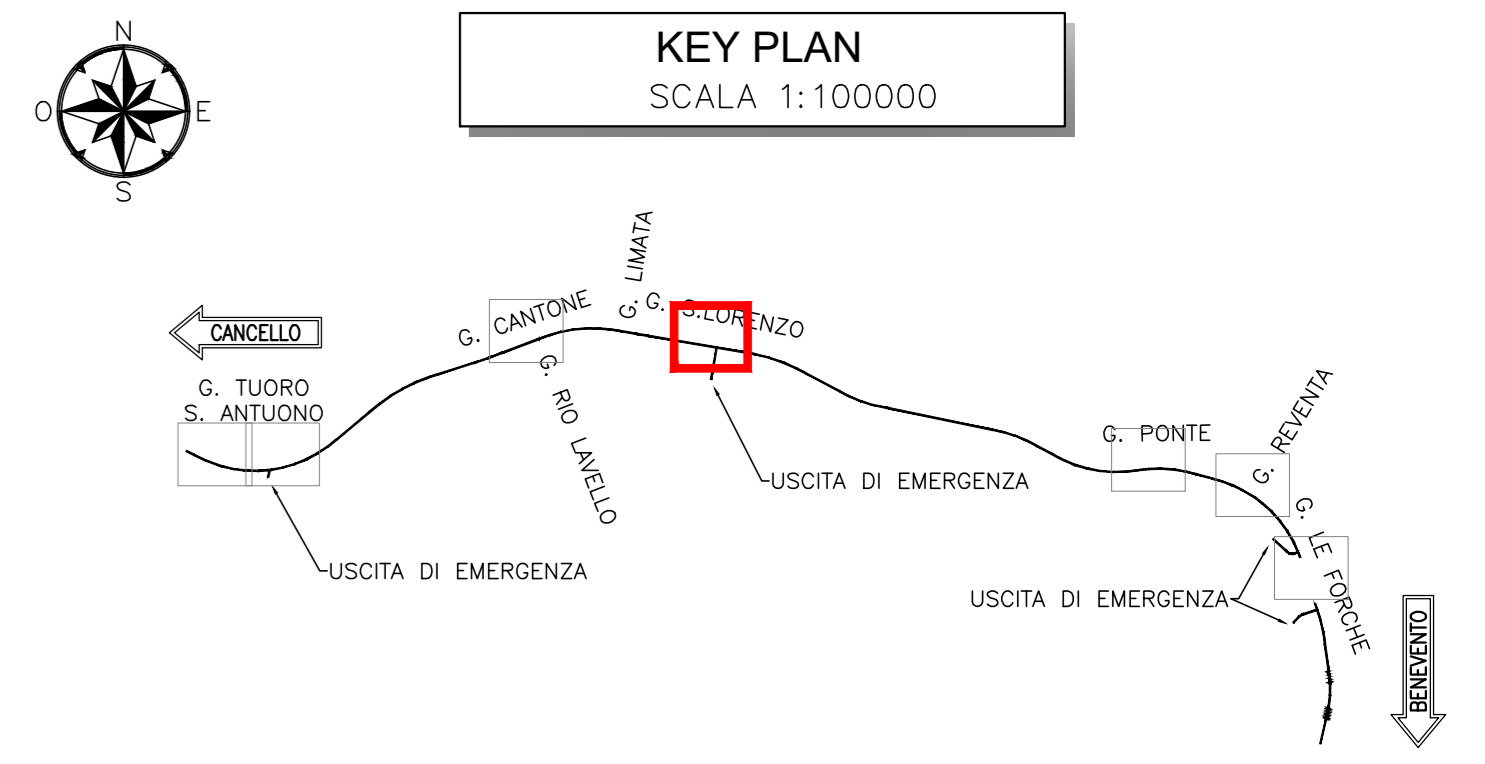 N
O
E
S
KEY PLAN
SCALA 1:100000
CANCELLO
G. TUORO
S. ANTUONO
G. CANTONE
G. RIO LAVELLO
G. LIMATA
G. S.LORENZO
USCITA DI EMERGENZA
USCITA DI EMERGENZA
G. PONTE
G. REVENTA
G. LE FORCHE
USCITA DI EMERGENZA
BENEVENTO